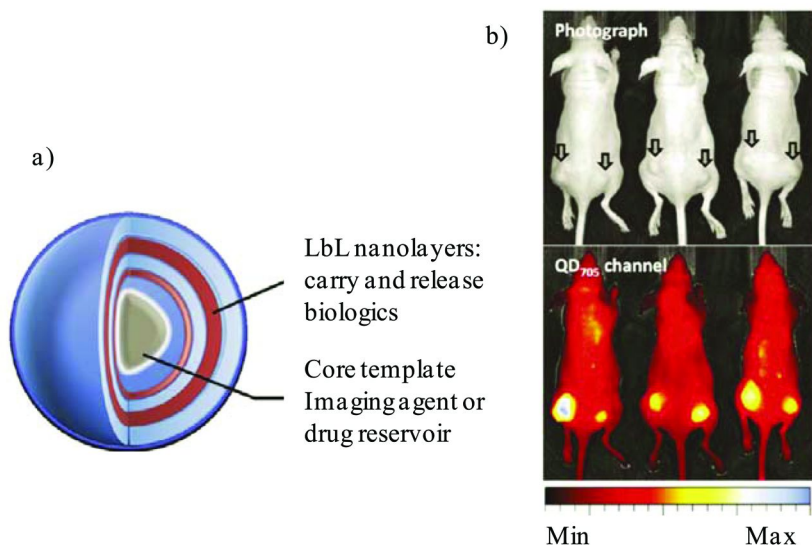 a)
LbL nanolayers:
carry and release
biologics
Core template
Imaging agent or
drug reservoir
b)
Photograph
QD705 channel
Min Max